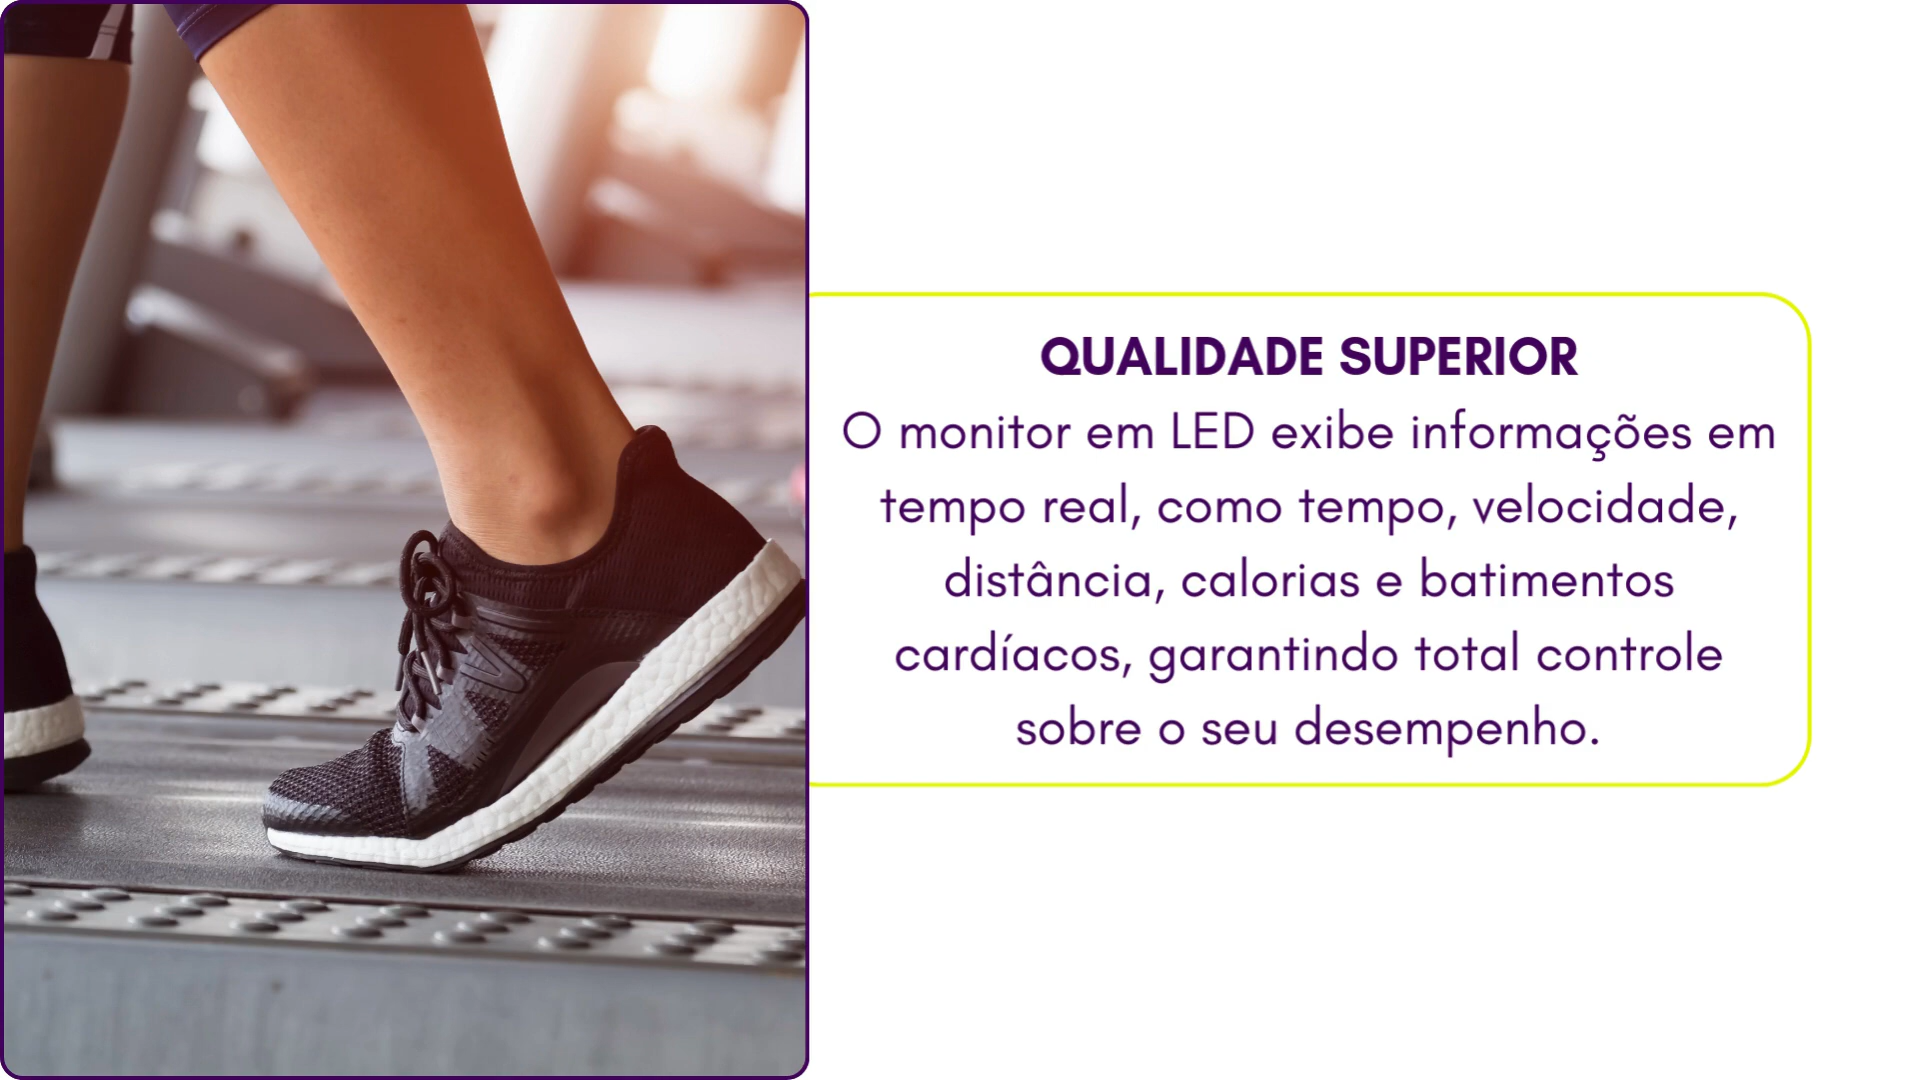 QUALIDADE SUPERIOR
O monitor em LED exibe informações em
tempo real, como tempo, velocidade,
distância, calorias e batimentos
cardíacos, garantindo total controle
sobre o seu desempenho.